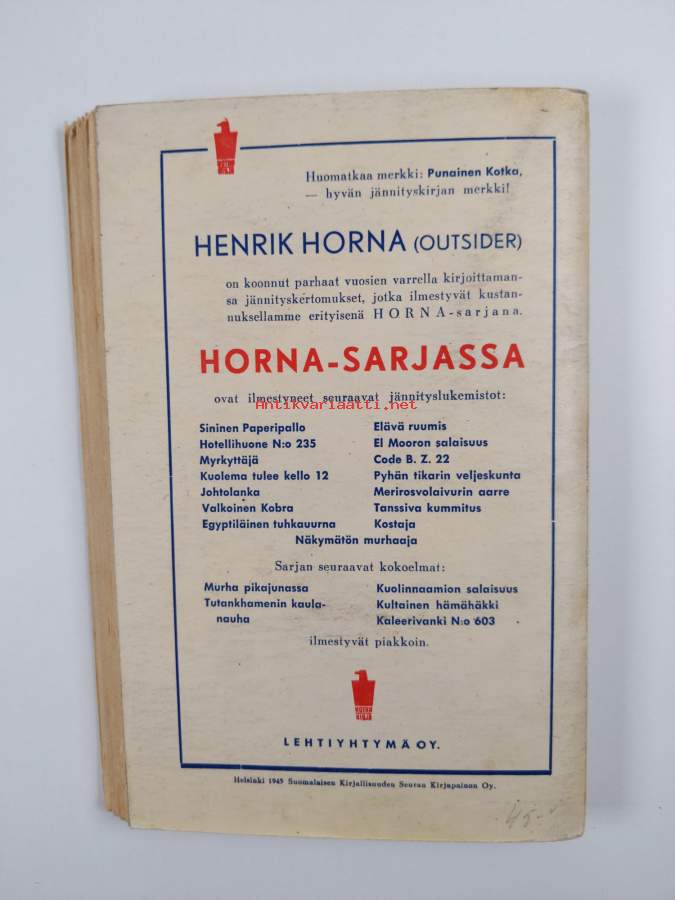 Huomatkaa merkki: Punainen Kotka,
— hyvän jännityskirjan merkki!
HENRIK HORNA (OUTSIDER)
on koonnut parhaat vuosien varrella kirjoittaman-
sa jännityskertomukset, jotka ilmestyvät kustan-
nuksellamme erityisenä HORNA-sarjana.
HORNA-SARJASSA
ovat ilmestyneet seuraavat jännityslukemistot:
Antikvariaatti.net
Sininen Paperipallo
Hotellihuone N:o 235
Myrkyttäjä
Kuolema tulee kello 12
Johtolanka
Valkoinen Kobra
Egyptiläinen tuhkauurna
Elävä ruumis
El Mooron salaisuus
Code B. Z. 22
Pyhän tikarin veljeskunta
Merirosvolaivurin aarre
Tanssiva kummitus
Kostaja
Näkymätön murhaaja
Sarjan seuraavat kokoelmat:
Murha pikajunassa
Tutankhamenin kaula-
nauha
Kuolinnaamion salaisuus
Kultainen hämähäkki
Kaleerivanki N:o 603
ilmestyvät piakkoin.
KOTKA
KIRJA
LEHTIYHTYMÄ OY.
Helsinki 1945 Suomalaisen Kirjallisuuden Seuran Kirjapainon Oy.
45-